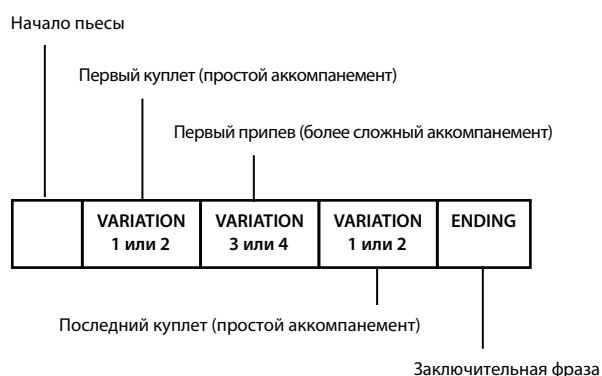 Начало пьесы
Первый куплет (простой аккомпанемент)
Первый припев (более сложный аккомпанемент)
VARIATION
1 или 2
VARIATION
3 или 4
VARIATION
1 или 2
ENDING
Последний куплет (простой аккомпанемент)
Заключительная фраза